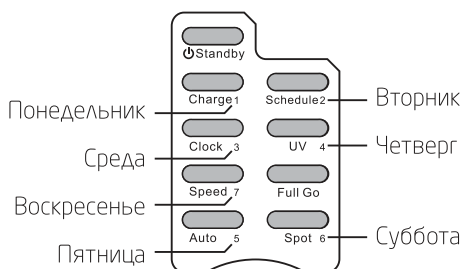 ⏻Standby
Charge 1
Schedule 2
Понедельник
Вторник
Clock 3
UV 4
Среда
Четверг
Speed 7
Full Go
Воскресенье
Auto 5
Spot 6
Пятница
Суббота